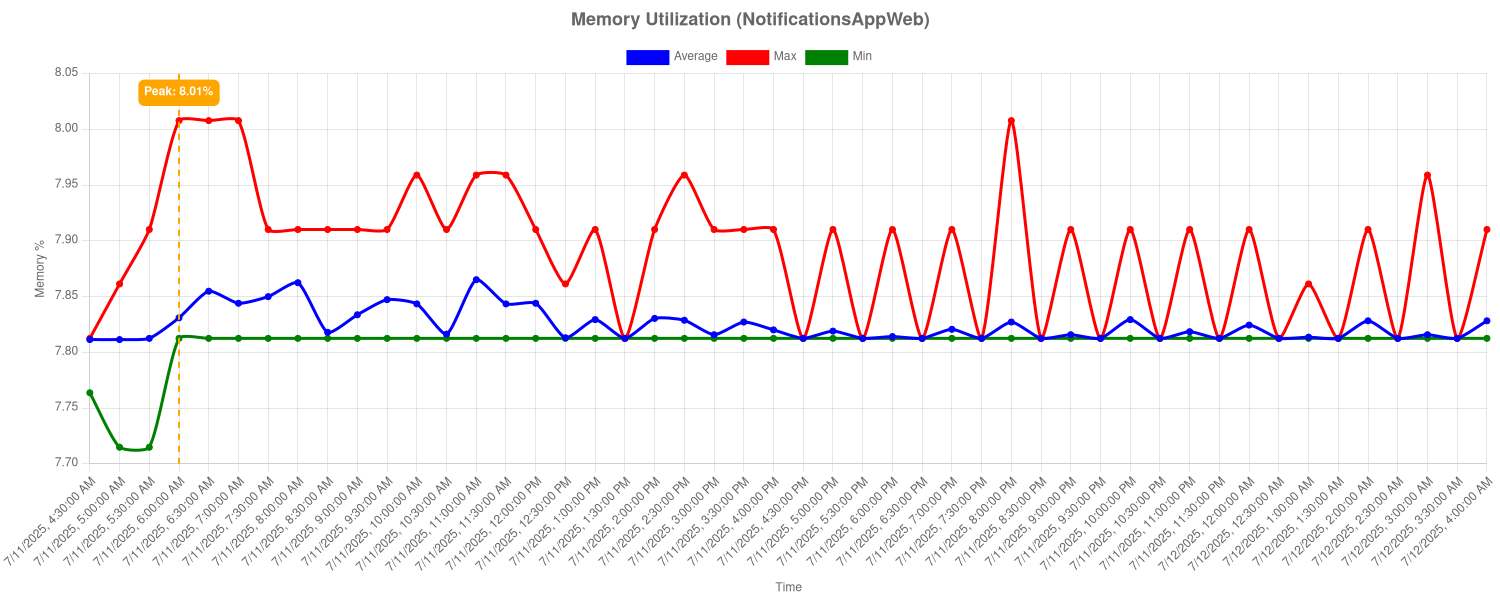 Memory Utilization (NotificationsAppWeb)
Average Max Min
Peak: 8.01%
8.05
8.00
7.95
7.90
7.85
7.80
7.75
7.70
Memory %
7/11/2025, 4:30:00 AM
7/11/2025, 5:00:00 AM
7/11/2025, 5:30:00 AM
7/11/2025, 6:00:00 AM
7/11/2025, 6:30:00 AM
7/11/2025, 7:00:00 AM
7/11/2025, 7:30:00 AM
7/11/2025, 8:00:00 AM
7/11/2025, 8:30:00 AM
7/11/2025, 9:00:00 AM
7/11/2025, 9:30:00 AM
7/11/2025, 10:00:00 AM
7/11/2025, 10:30:00 AM
7/11/2025, 11:00:00 AM
7/11/2025, 11:30:00 AM
7/11/2025, 12:00:00 PM
7/11/2025, 12:30:00 PM
7/11/2025, 1:00:00 PM
7/11/2025, 1:30:00 PM
7/11/2025, 2:00:00 PM
7/11/2025, 2:30:00 PM
7/11/2025, 3:00:00 PM
7/11/2025, 3:30:00 PM
7/11/2025, 4:00:00 PM
7/11/2025, 4:30:00 PM
7/11/2025, 5:00:00 PM
7/11/2025, 5:30:00 PM
7/11/2025, 6:00:00 PM
7/11/2025, 6:30:00 PM
7/11/2025, 7:00:00 PM
7/11/2025, 7:30:00 PM
7/11/2025, 8:00:00 PM
7/11/2025, 8:30:00 PM
7/11/2025, 9:00:00 PM
7/11/2025, 9:30:00 PM
7/11/2025, 10:00:00 PM
7/11/2025, 10:30:00 PM
7/11/2025, 11:00:00 PM
7/11/2025, 11:30:00 PM
7/12/2025, 12:00:00 AM
7/12/2025, 12:30:00 AM
7/12/2025, 1:00:00 AM
7/12/2025, 1:30:00 AM
7/12/2025, 2:00:00 AM
7/12/2025, 2:30:00 AM
7/12/2025, 3:00:00 AM
7/12/2025, 3:30:00 AM
7/12/2025, 4:00:00 AM
Time